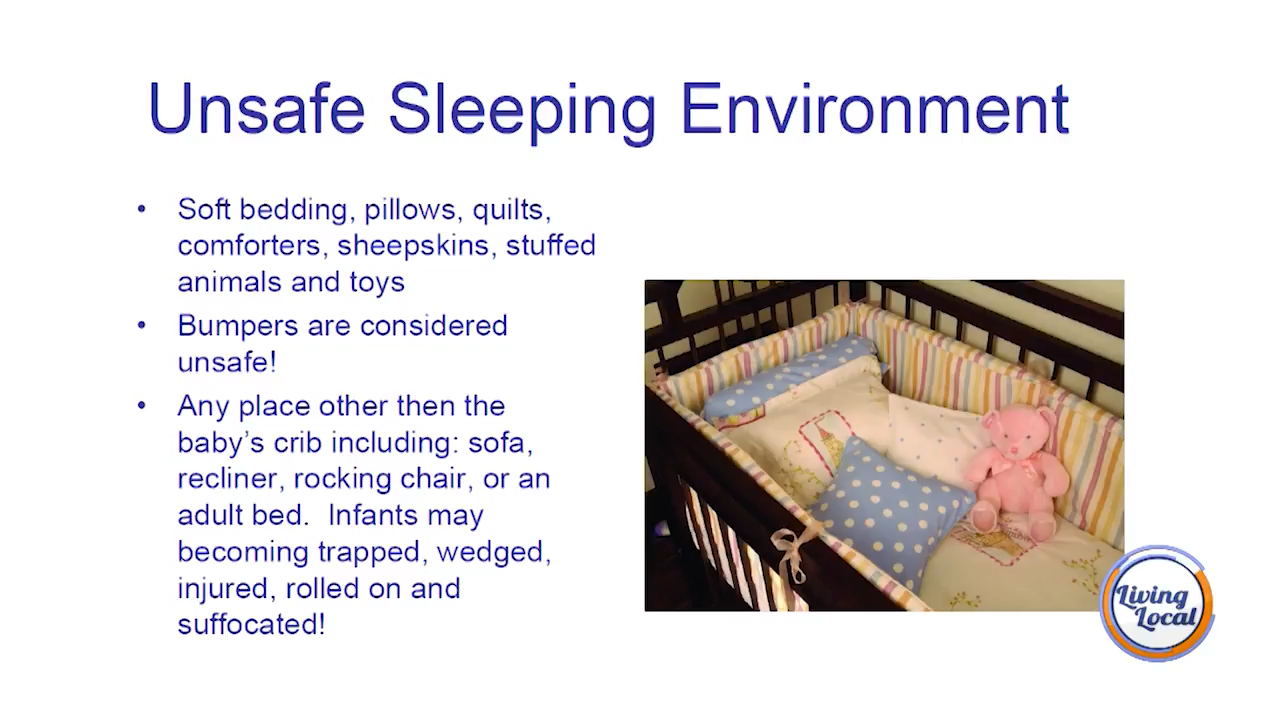 Unsafe Sleeping Environment
• Soft bedding, pillows, quilts,
comforters, sheepskins, stuffed
animals and toys
• Bumpers are considered
unsafe!
• Any place other then the
baby’s crib including: sofa,
recliner, rocking chair, or an
adult bed.  Infants may
becoming trapped, wedged,
injured, rolled on and
suffocated!
Living
Local